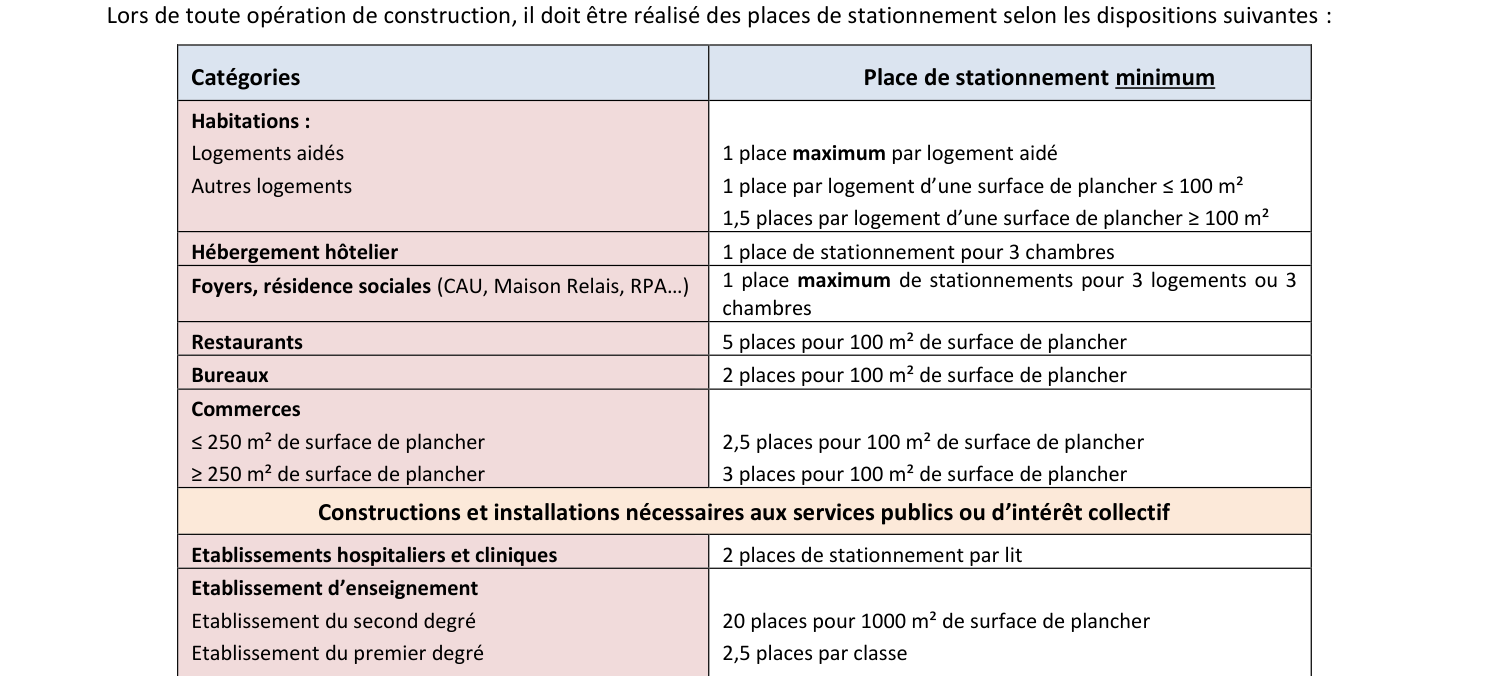 Lors de toute opération de construction, il doit être réalisé des places de stationnement selon les dispositions suivantes :
Catégories Place de stationnement minimum
Habitations :
Logements aidés 1 place maximum par logement aidé
Autres logements 1 place par logement d’une surface de plancher ≤ 100 m²
1,5 places par logement d’une surface de plancher ≥ 100 m²
Hébergement hôtelier 1 place de stationnement pour 3 chambres
Foyers, résidence sociales (CAU, Maison Relais, RPA…) 1 place maximum de stationnements pour 3 logements ou 3
chambres
Restaurants 5 places pour 100 m² de surface de plancher
Bureaux 2 places pour 100 m² de surface de plancher
Commerces
≤ 250 m² de surface de plancher 2,5 places pour 100 m² de surface de plancher
≥ 250 m² de surface de plancher 3 places pour 100 m² de surface de plancher
Constructions et installations nécessaires aux services publics ou d’intérêt collectif
Etablissements hospitaliers et cliniques 2 places de stationnement par lit
Etablissement d’enseignement
Etablissement du second degré 20 places pour 1000 m² de surface de plancher
Etablissement du premier degré 2,5 places par classe